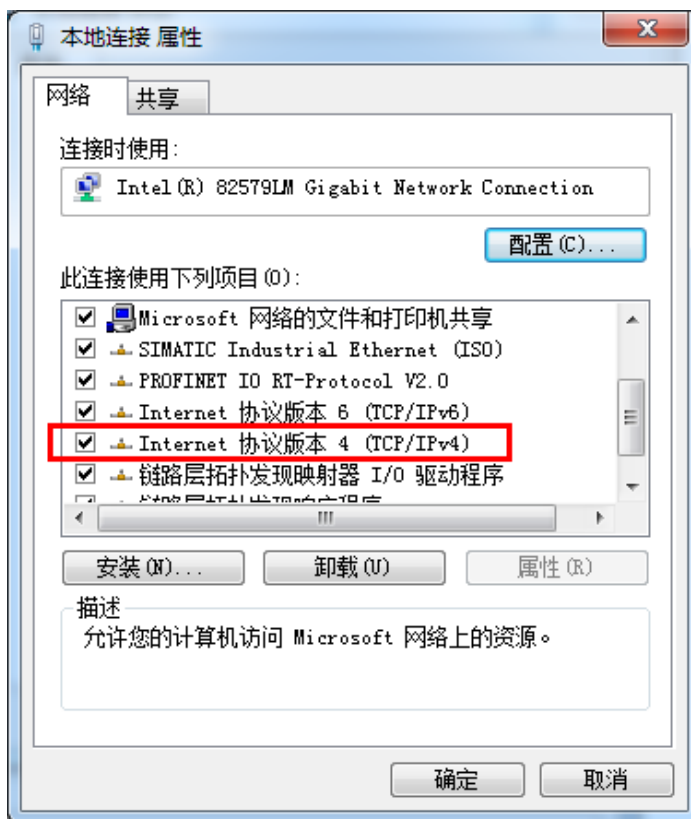 本地连接 属性
网络
共享
连接时使用:
Intel(R) 82579LM Gigabit Network Connection
配置(C)...
此连接使用下列项目(O):
Microsoft 网络的文件和打印机共享
SIMATIC Industrial Ethernet (ISO)
PROFINET IO RT-Protocol V2.0
Internet 协议版本 6 (TCP/IPv6)
Internet 协议版本 4 (TCP/IPv4)
链路层拓扑发现映射器 I/O 驱动程序
安装(N)...
卸载(U)
属性(R)
描述
允许您的计算机访问 Microsoft 网络上的资源。
确定
取消